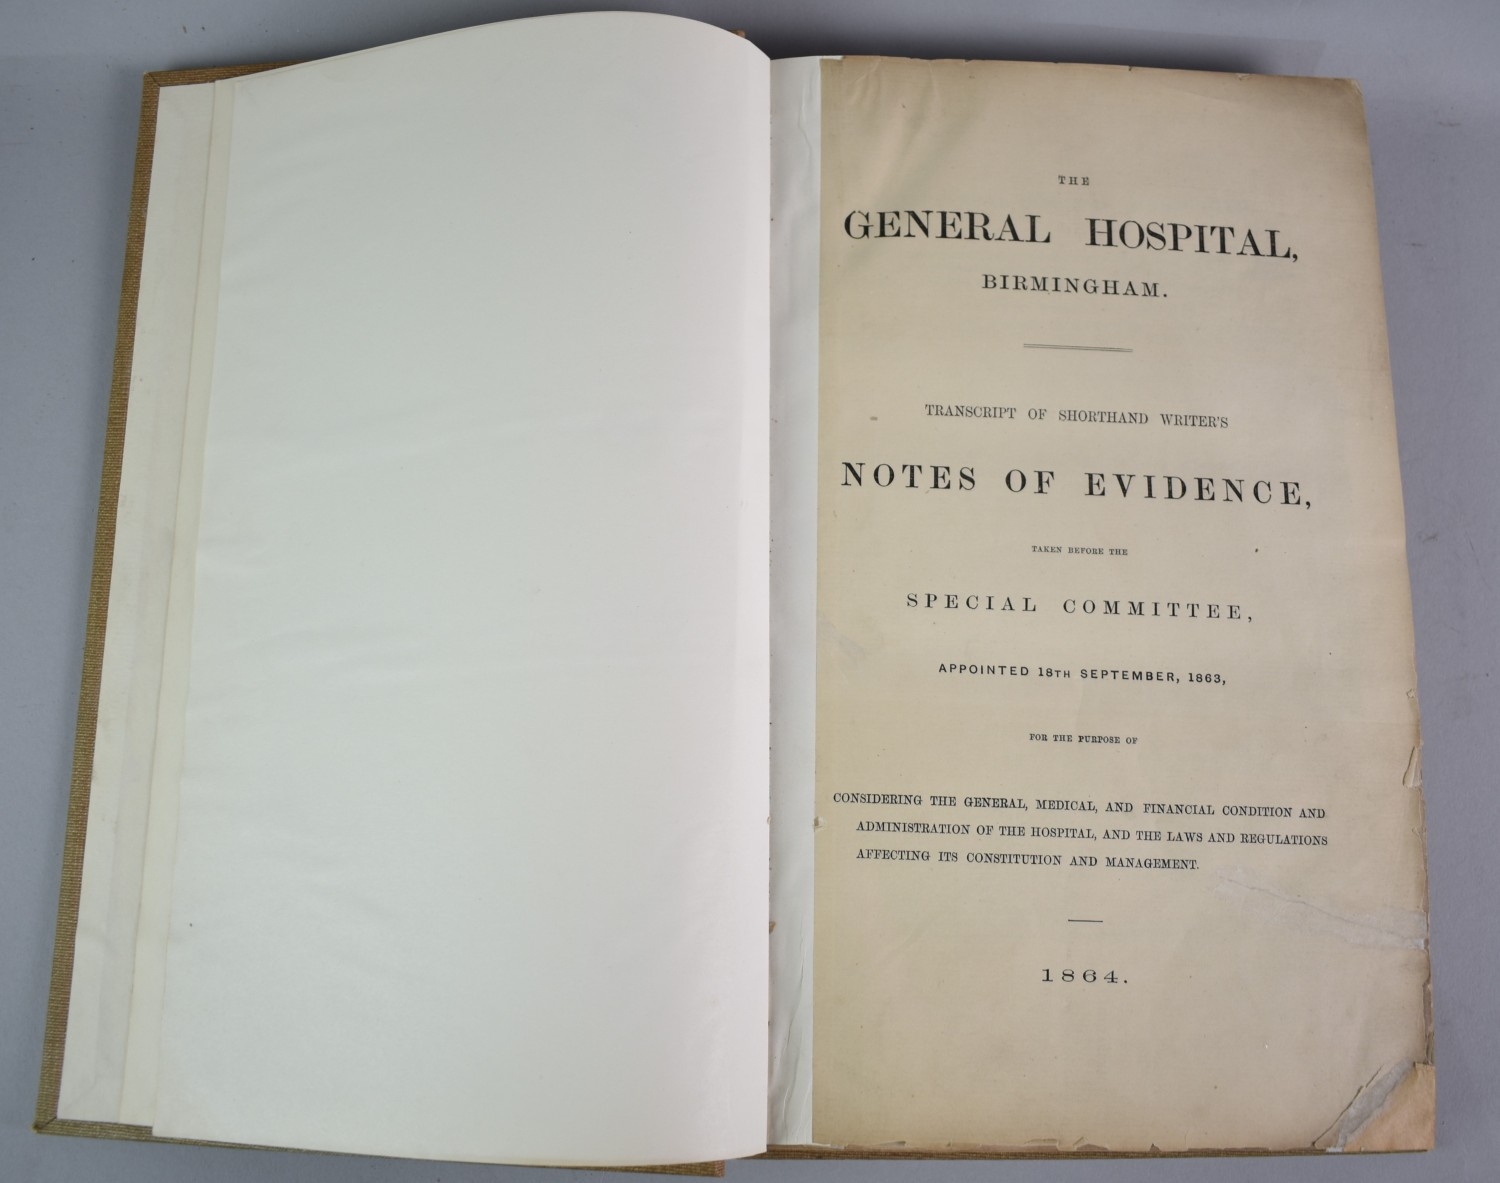 THE
GENERAL HOSPITAL,
BIRMINGHAM.
TRANSCRIPT OF SHORTHAND WRITER'S
NOTES OF EVIDENCE,
TAKEN BEFORE THE
SPECIAL COMMITTEE,
APPOINTED 18TH SEPTEMBER, 1863,
FOR THE PURPOSE OF
CONSIDERING THE GENERAL, MEDICAL, AND FINANCIAL CONDITION AND
ADMINISTRATION OF THE HOSPITAL, AND THE LAWS AND REGULATIONS
AFFECTING ITS CONSTITUTION AND MANAGEMENT.
1864.